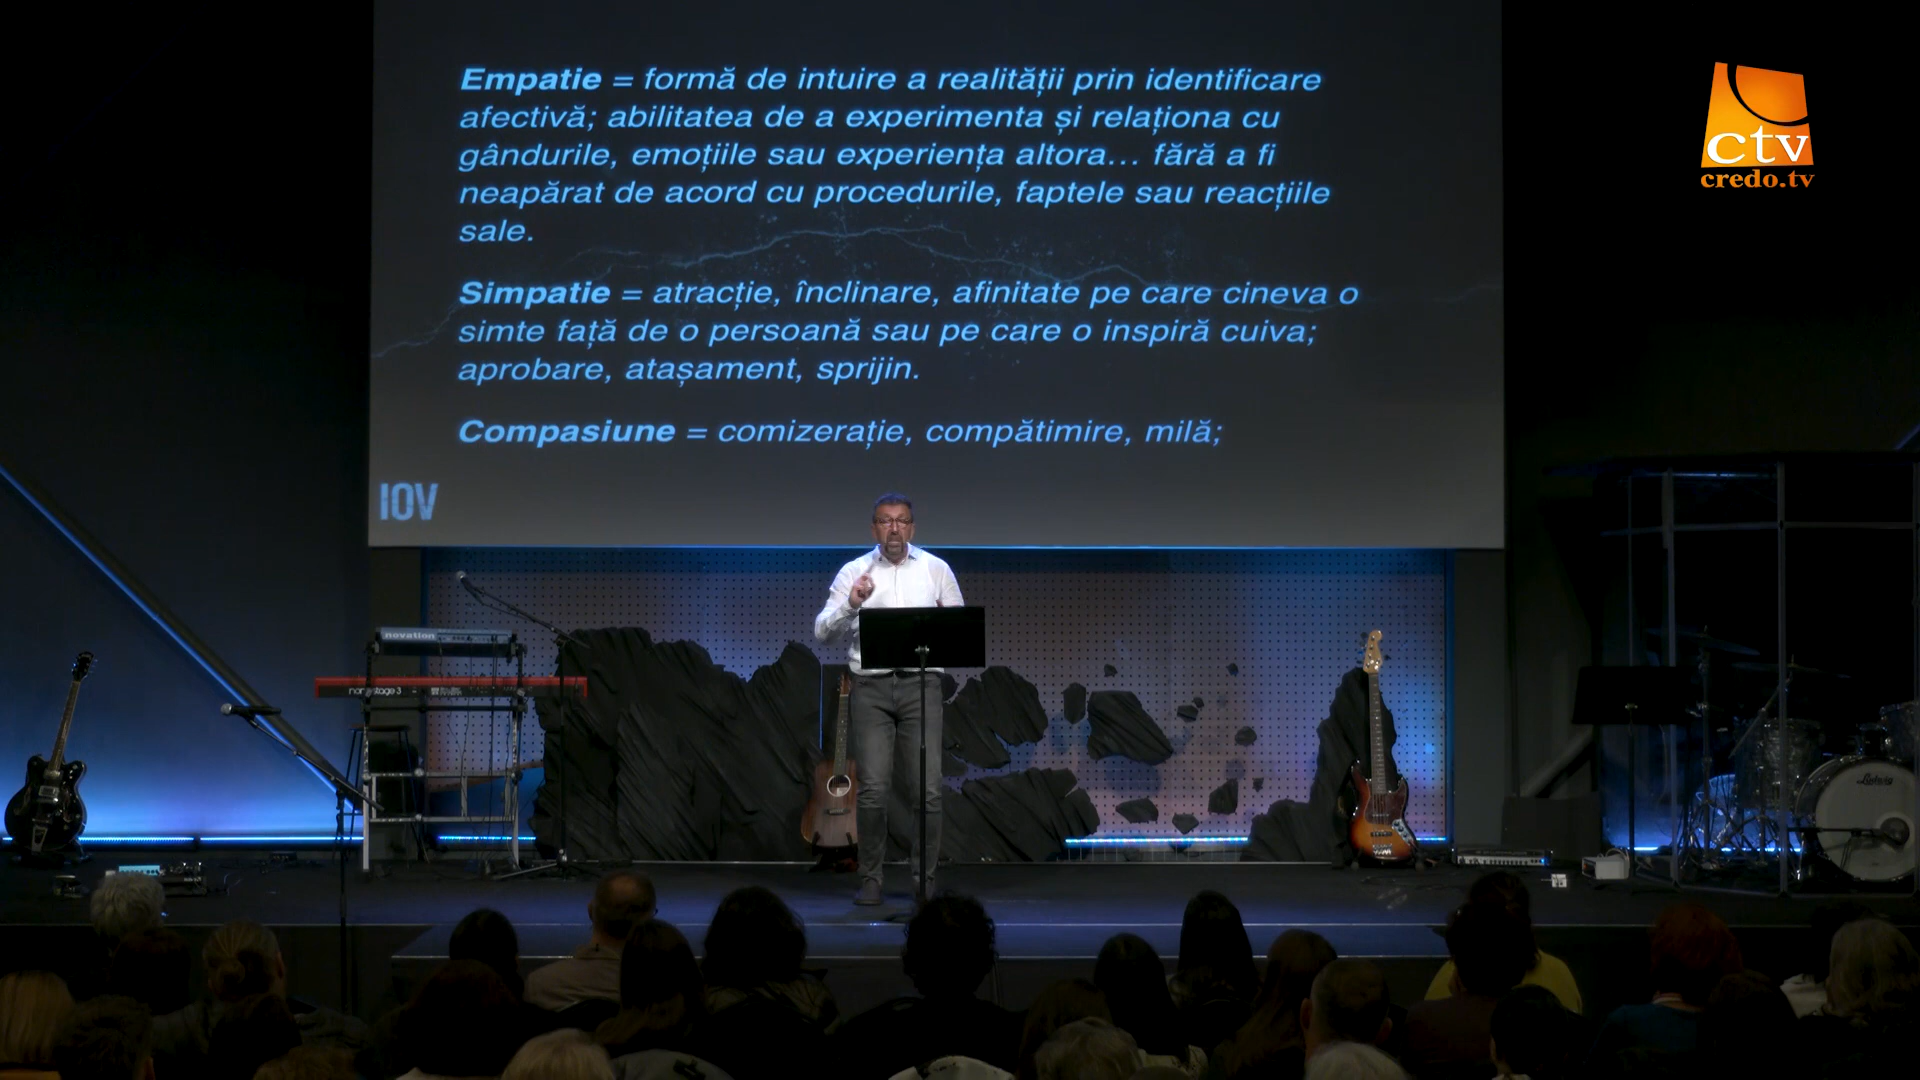 Empatie = formă de intuire a realității prin identificare
afectivă; abilitatea de a experimenta și relaționa cu
gândurile, emoțiile sau experiența altora... fără a fi
neapărat de acord cu procedurile, faptele sau reacțiile
sale.
Simpatie = atracție, înclinare, afinitate pe care cineva o
simte față de o persoană sau pe care o inspiră cuiva;
aprobare, atașament, sprijin.
Compasiune = comizerație, compătimire, milă;
IOV
ctv
credo.tv
novation
stage 3
Ludwig